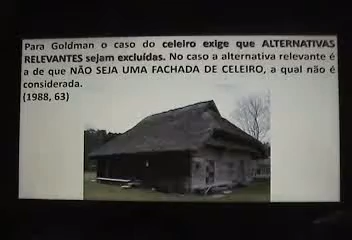 Para Goldman o caso do celeiro exige que ALTERNATIVAS
RELEVANTES sejam excluídas. No caso a alternativa relevante é
a de que NÃO SEJA UMA FACHADA DE CELEIRO, a qual não é
considerada.
(1988, 63)